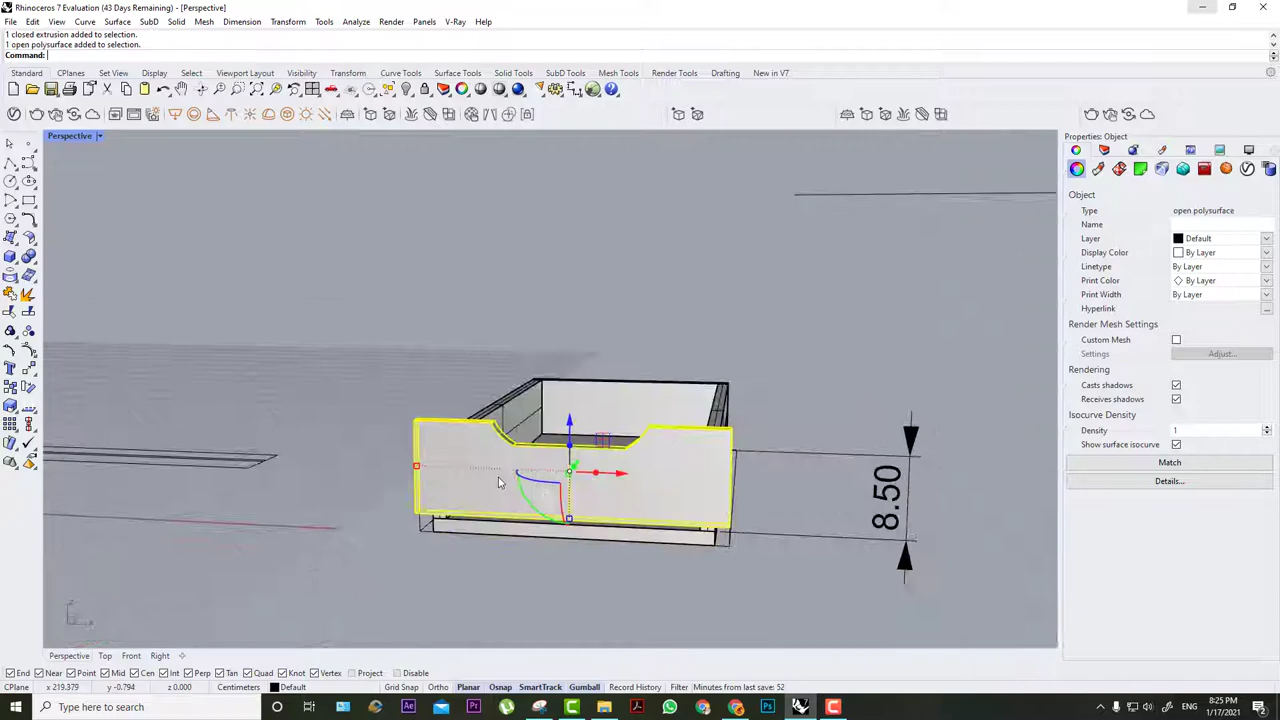 Rhinoceros 7 Evaluation (43 Days Remaining) - [Perspective]
File Edit View Curve Surface SubD Solid Mesh Dimension Transform Tools Analyze Render Panels V-Ray Help
1 closed extrusion added to selection.
1 open polysurface added to selection.
Command:
Standard CPlanes Set View Display Select Viewport Layout Visibility Transform Curve Tools Surface Tools Solid Tools SubD Tools Mesh Tools Render Tools Drafting New in V7
Perspective
Properties: Object
Object
Type open polysurface
Name
Layer Default
Display Color By Layer
Linetype By Layer
Print Color By Layer
Print Width By Layer
Hyperlink ...
Render Mesh Settings
Custom Mesh
Settings Adjust...
Rendering
Casts shadows
Receives shadows
Isocurve Density
Density 1
Show surface isocurve
Match
Details...
8.50
z
x
Perspective Top Front Right
End Near Point Mid Cen Int Perp Tan Quad Knot Vertex Project Disable
CPlane x 219.379 y -0.794 z 0.000 Centimeters Default Grid Snap Ortho Planar Osnap SmartTrack Gumball Record History Filter Minutes from last save: 52
Type here to search
8:25 PM
1/17/2021